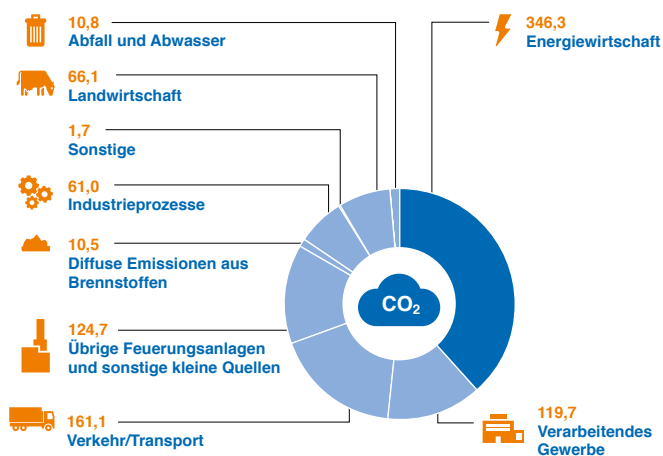 10,8
Abfall und Abwasser
66,1
Landwirtschaft
1,7
Sonstige
61,0
Industrieprozesse
10,5
Diffuse Emissionen aus
Brennstoffen
124,7
Übrige Feuerungsanlagen
und sonstige kleine Quellen
161,1
Verkehr/Transport
346,3
Energiewirtschaft
CO₂
119,7
Verarbeitendes
Gewerbe